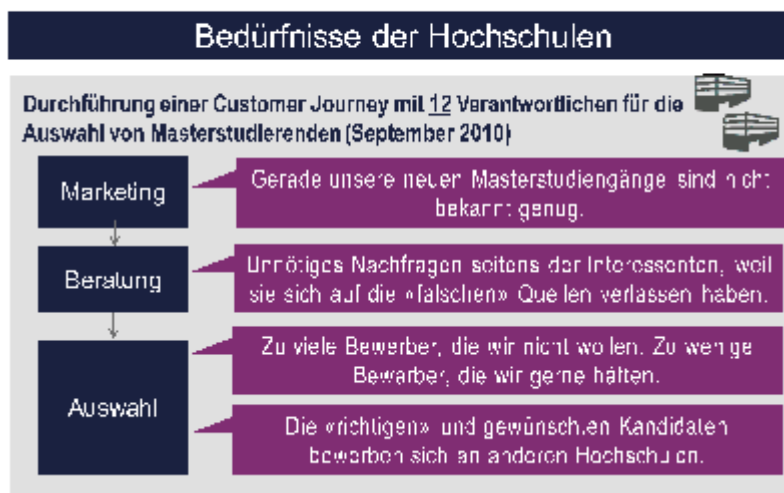 Bedürfnisse der Hochschulen
Durchführung einer Customer Journey mit 12 Verantwortlichen für die
Auswahl von Masterstudierenden (September 2010)
Marketing
Gerade unsere neuen Masterstudiengänge sind nicht
bekannt genug.
Beratung
Unnötiges Nachfragen seitens der Interessenten, weil
sie sich auf die «falschen» Quellen verlassen haben.
Auswahl
Zu viele Bewerber, die wir nicht wollen. Zu wenige
Bewerber, die wir gerne hätten.
Die «richtigen» und gewünschten Kandidaten
bewerben sich an anderen Hochschulen.